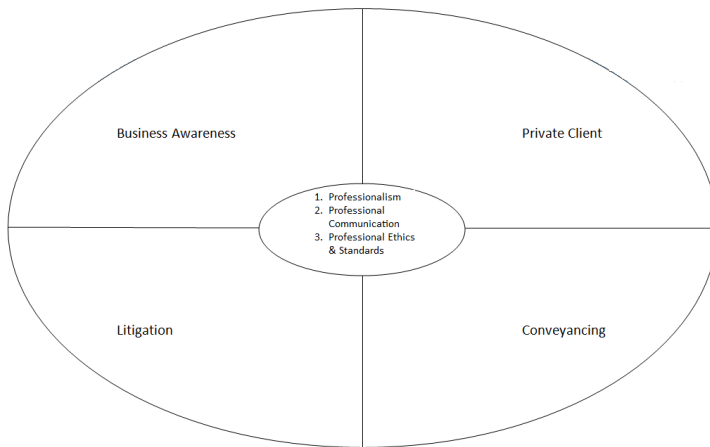 Business Awareness
Private Client
1. Professionalism
2. Professional
Communication
3. Professional Ethics
& Standards
Litigation
Conveyancing